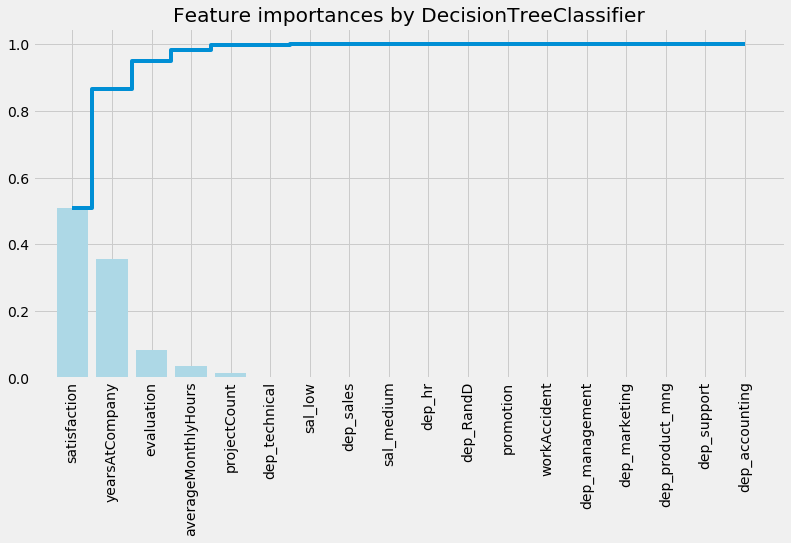 Feature importances by DecisionTreeClassifier
1.0
0.8
0.6
0.4
0.2
0.0
satisfaction
yearsAtCompany
evaluation
averageMonthlyHours
projectCount
dep_technical
sal_low
dep_sales
sal_medium
dep_hr
dep_RandD
promotion
workAccident
dep_management
dep_marketing
dep_product_mng
dep_support
dep_accounting